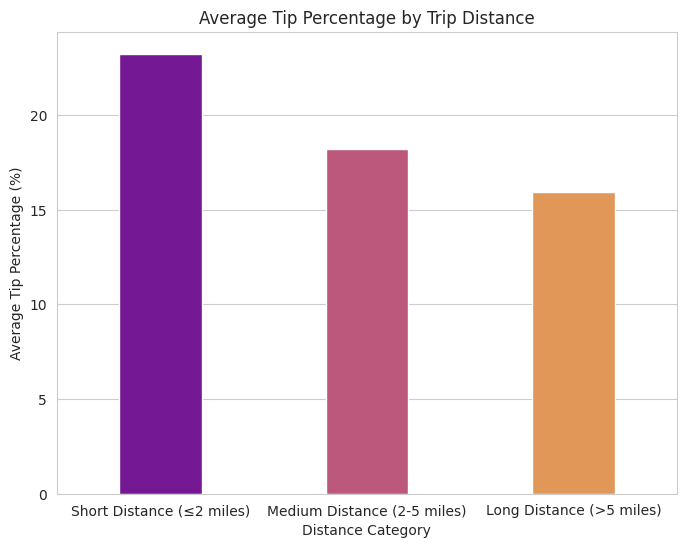 Average Tip Percentage by Trip Distance
Average Tip Percentage (%)
20
15
10
5
0
Short Distance (≤2 miles)
Medium Distance (2-5 miles)
Long Distance (>5 miles)
Distance Category